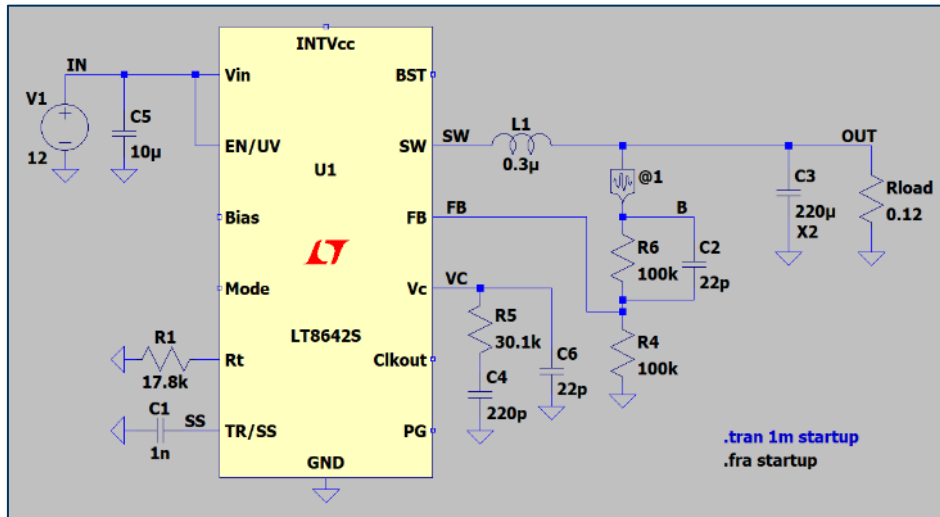 INTVcc
IN
Vin
BST
V1
C5
L1
SW
SW
OUT
12
10µ
EN/UV
0.3µ
U1
@1
C3
Rload
220µ
0.12
X2
Bias
FB
FB
B
R6
C2
100k
22p
Mode
Vc
VC
R5
LT8642S
30.1k
C6
R4
R1
Rt
Clkout
22p
100k
17.8k
C4
220p
C1
SS
TR/SS
PG
1n
.tran 1m startup
GND
.fra startup